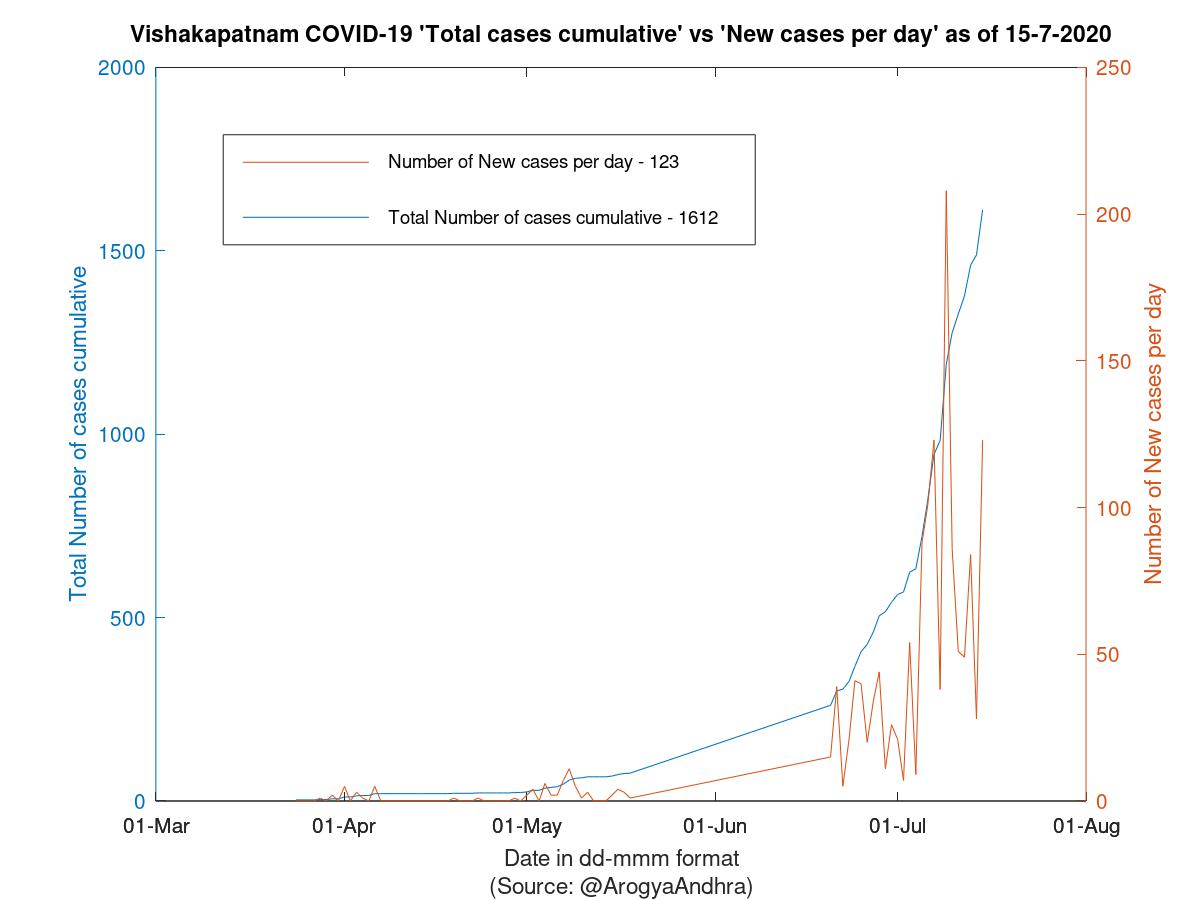 Vishakapatnam COVID-19 'Total cases cumulative' vs 'New cases per day' as of 15-7-2020
2000
1500
1000
500
0
Total Number of cases cumulative
Number of New cases per day - 123
Total Number of cases cumulative - 1612
250
200
150
100
50
0
Number of New cases per day
01-Mar 01-Apr 01-May 01-Jun 01-Jul 01-Aug
Date in dd-mmm format
(Source: @ArogyaAndhra)